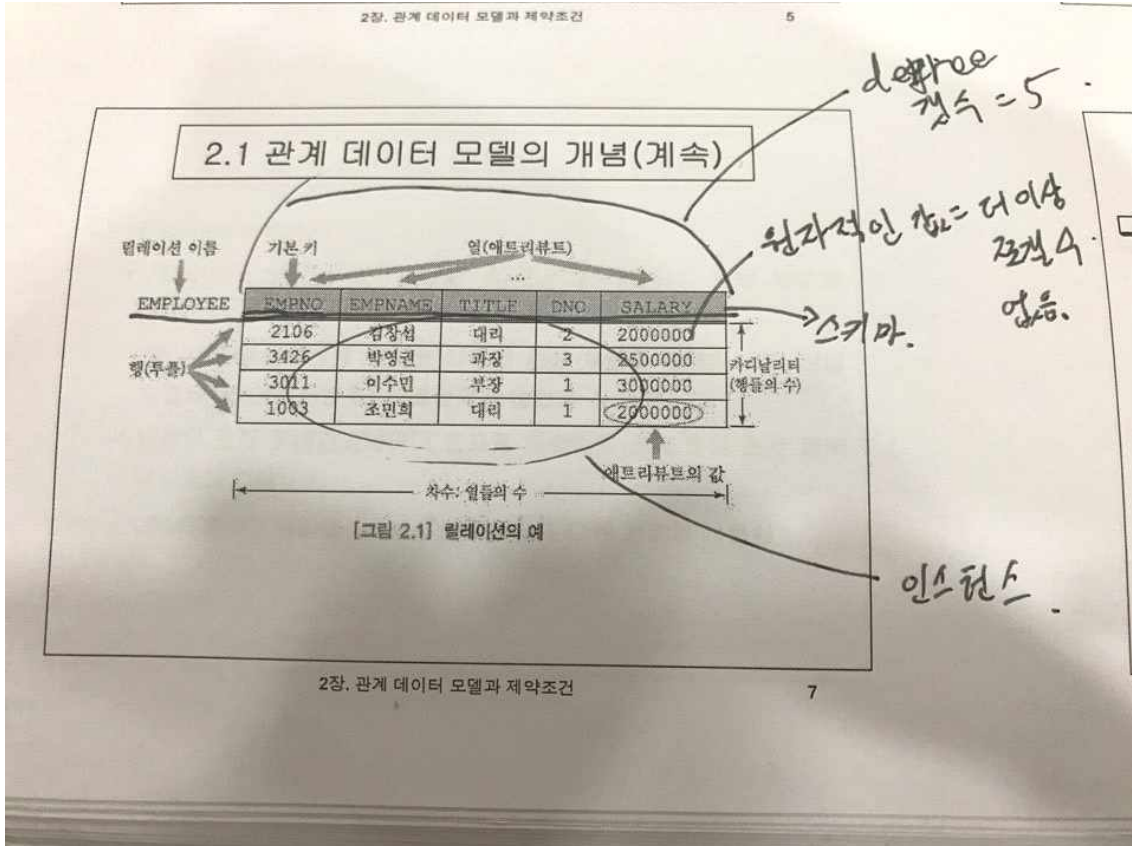 2장. 관계 데이터 모델과 제약조건 5
degree
갯수 = 5
2.1 관계 데이터 모델의 개념(계속)
원자적인 값 = 더 이상
쪼갤 수
없음.
릴레이션 이름 기본 키 열(애트리뷰트)
...
EMPLOYEE EMPNO EMPNAME TITLE DNO SALARY
스키마.
2106 김창섭 대리 2 2000000
3426 박영권 과장 3 2500000
3011 이수민 부장 1 3000000
1003 조민희 대리 1 2000000
행(투플)
카디날리티
(행들의 수)
애트리뷰트의 값
차수: 열들의 수
[그림 2.1] 릴레이션의 예
인스턴스.
2장. 관계 데이터 모델과 제약조건 7